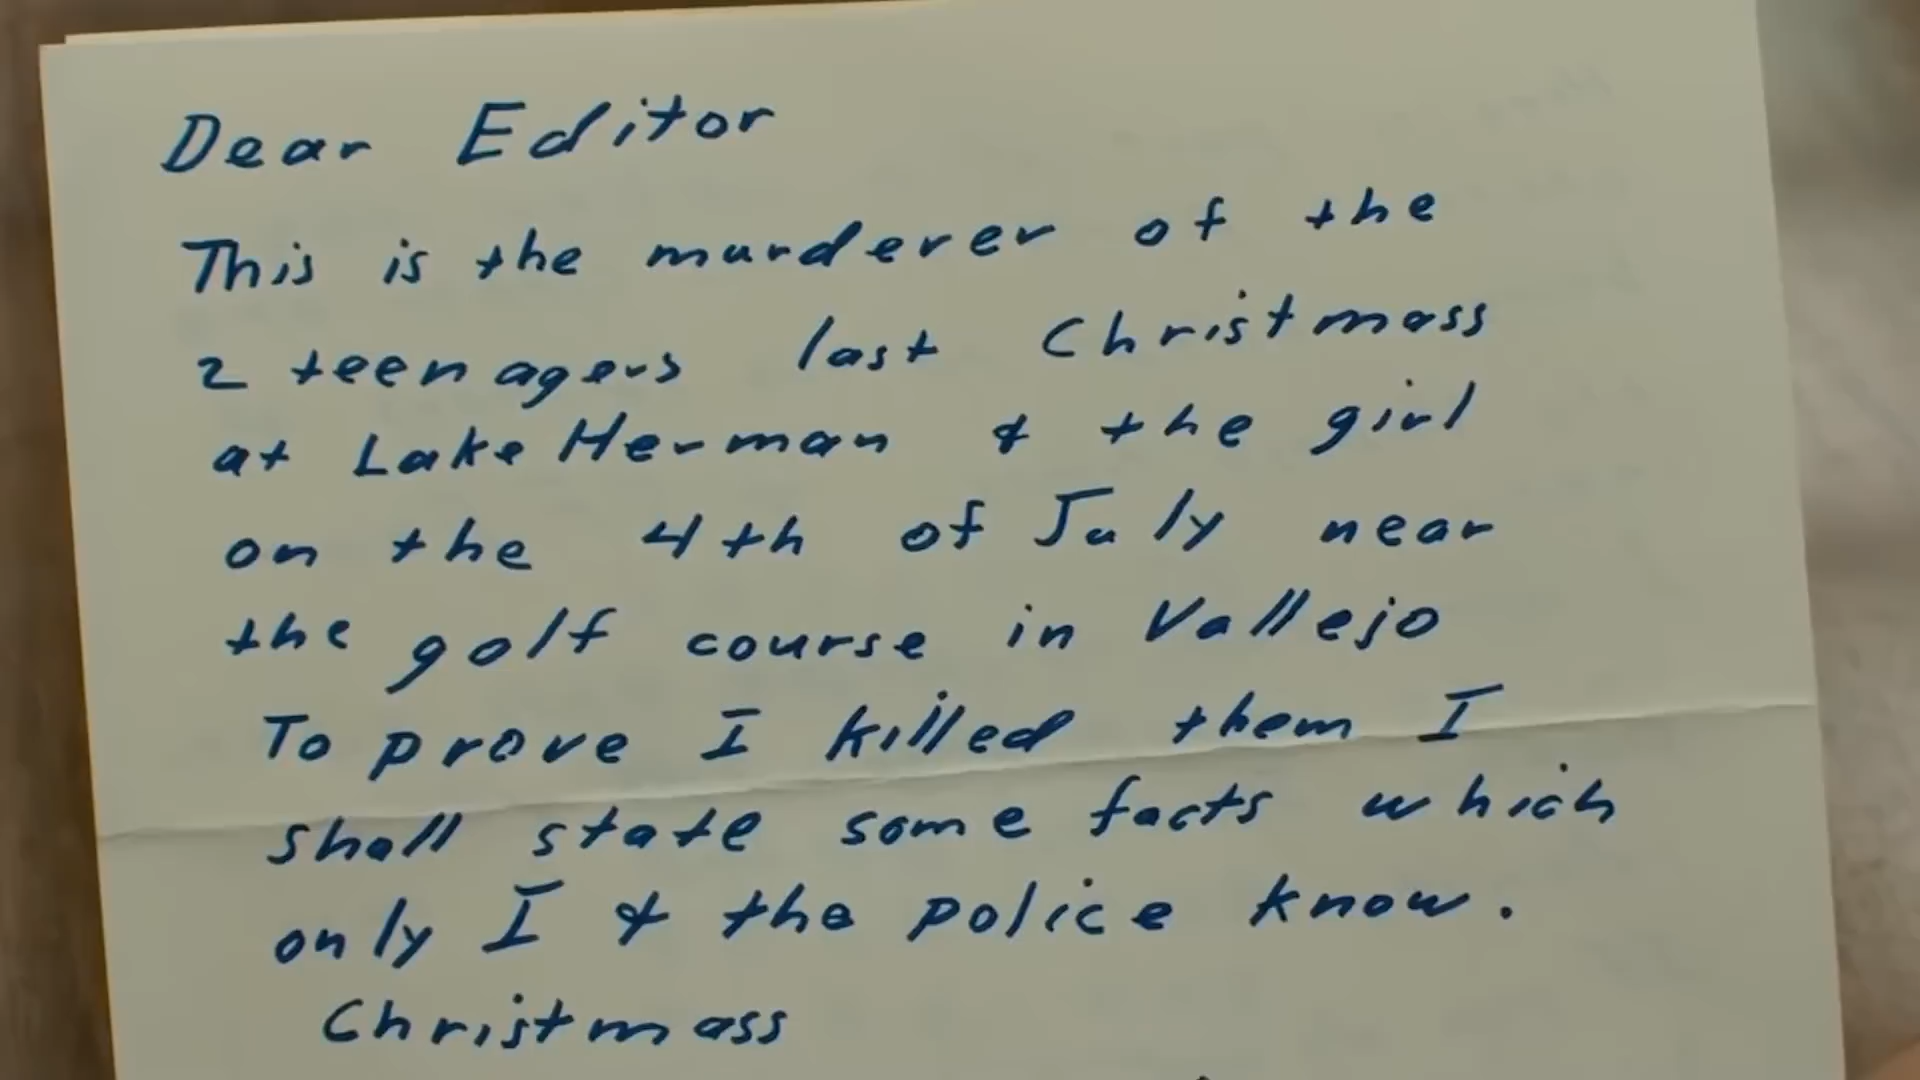 Dear Editor
This is the murderer of the
2 teenagers last Christmass
at Lake Herman & the girl
on the 4th of July near
the golf course in Vallejo
To prove I killed them I
shall state some facts which
only I & the police know.
Christmass